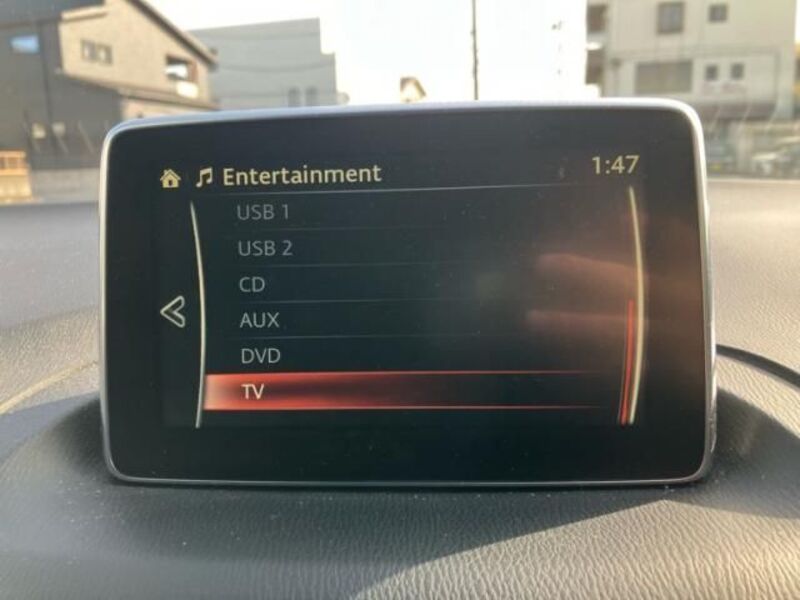 Entertainment 1:47
USB 1
USB 2
CD
AUX
DVD
TV